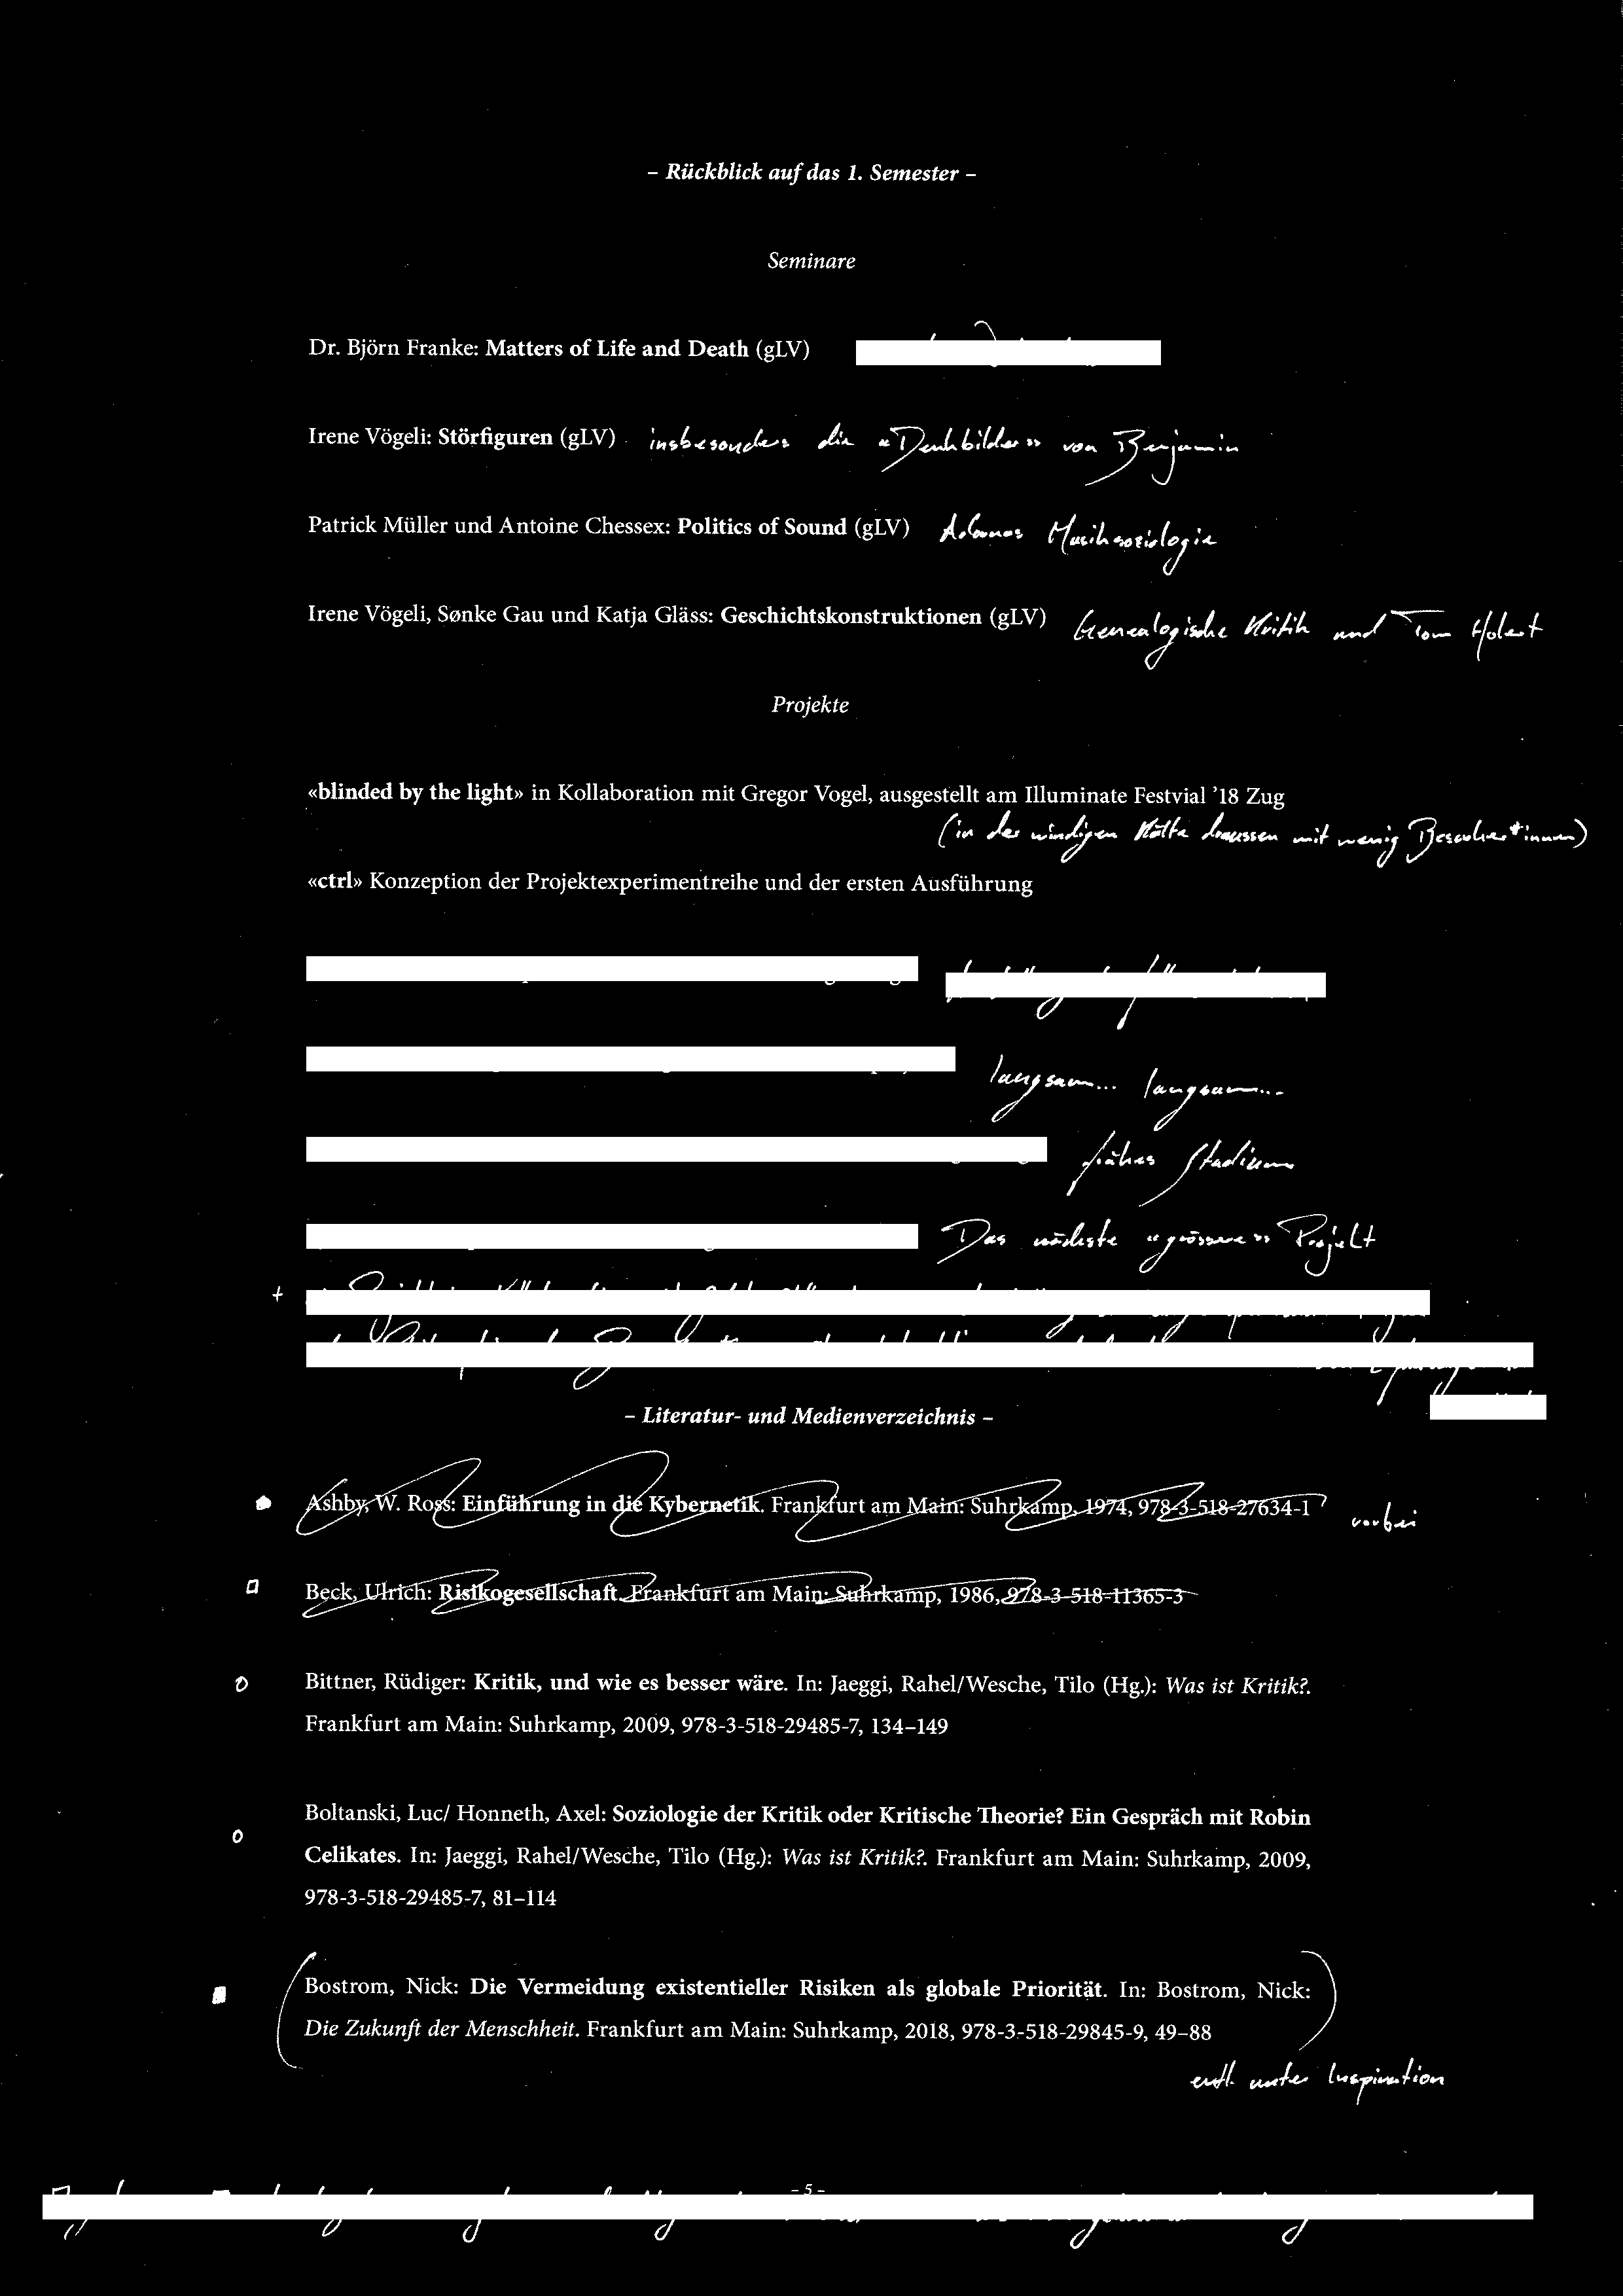 – Rückblick auf das 1. Semester –
Seminare
Dr. Björn Franke: Matters of Life and Death (gLV)
Irene Vögeli: Störfiguren (gLV) insbesondere die «Denkbilder» von Benjamin
Patrick Müller und Antoine Chessex: Politics of Sound (gLV) Adornos Musiksoziologie
Irene Vögeli, Sønke Gau und Katja Gläss: Geschichtskonstruktionen (gLV) Genealogische Kritik und Tom Holert
Projekte
«blinded by the light» in Kollaboration mit Gregor Vogel, ausgestellt am Illuminate Festvial '18 Zug
(in der windigen Kälte draussen mit wenig Besucher*innen)
«ctrl» Konzeption der Projektexperimentreihe und der ersten Ausführung
langsam... langsam...
frühes Stadium
Das nächste «grössere» Projekt
+
– Literatur- und Medienverzeichnis –
Ashby, W. Ross: Einführung in die Kybernetik. Frankfurt am Main: Suhrkamp, 1974, 978-3-518-27634-1 vorbei
Beck, Ulrich: Risikogesellschaft. Frankfurt am Main: Suhrkamp, 1986, 978-3-518-11365-3
Bittner, Rüdiger: Kritik, und wie es besser wäre. In: Jaeggi, Rahel/Wesche, Tilo (Hg.): Was ist Kritik?.
Frankfurt am Main: Suhrkamp, 2009, 978-3-518-29485-7, 134–149
Boltanski, Luc/ Honneth, Axel: Soziologie der Kritik oder Kritische Theorie? Ein Gespräch mit Robin
Celikates. In: Jaeggi, Rahel/Wesche, Tilo (Hg.): Was ist Kritik?. Frankfurt am Main: Suhrkamp, 2009,
978-3-518-29485-7, 81–114
(Bostrom, Nick: Die Vermeidung existentieller Risiken als globale Priorität. In: Bostrom, Nick:
Die Zukunft der Menschheit. Frankfurt am Main: Suhrkamp, 2018, 978-3-518-29845-9, 49–88)
evtl. unter Inspiration
– 5 –